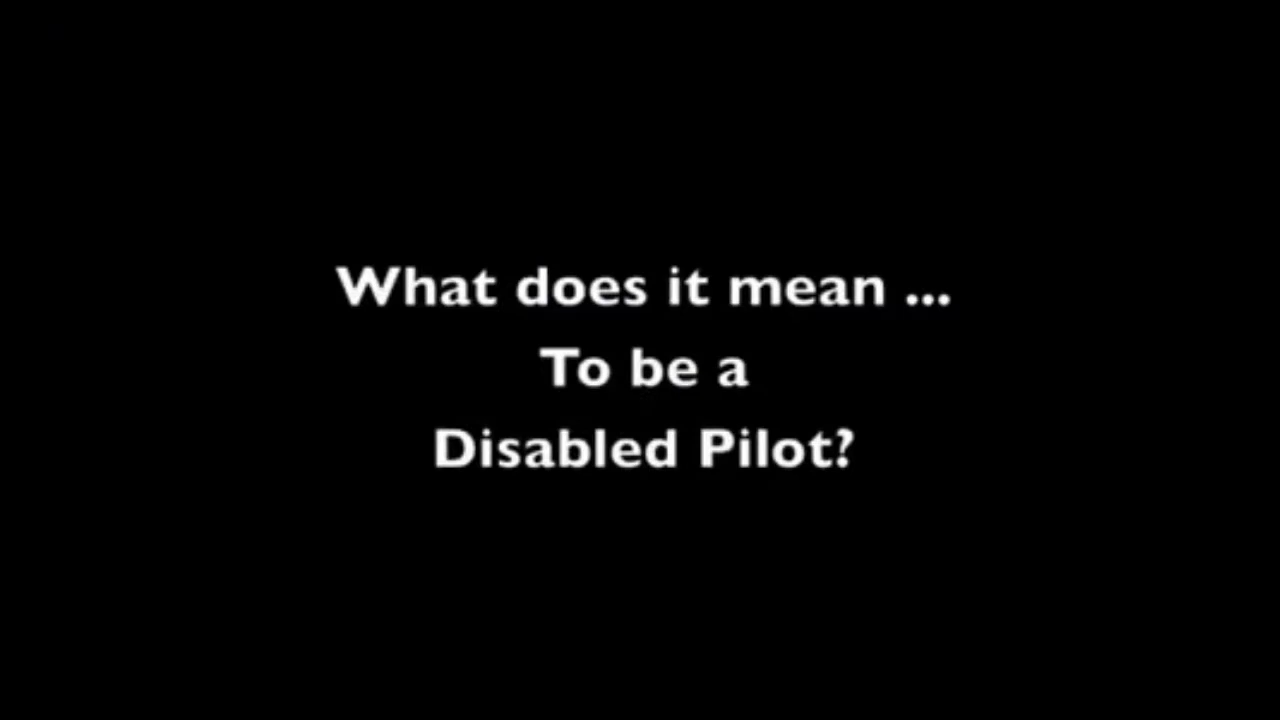 What does it mean ...
To be a
Disabled Pilot?